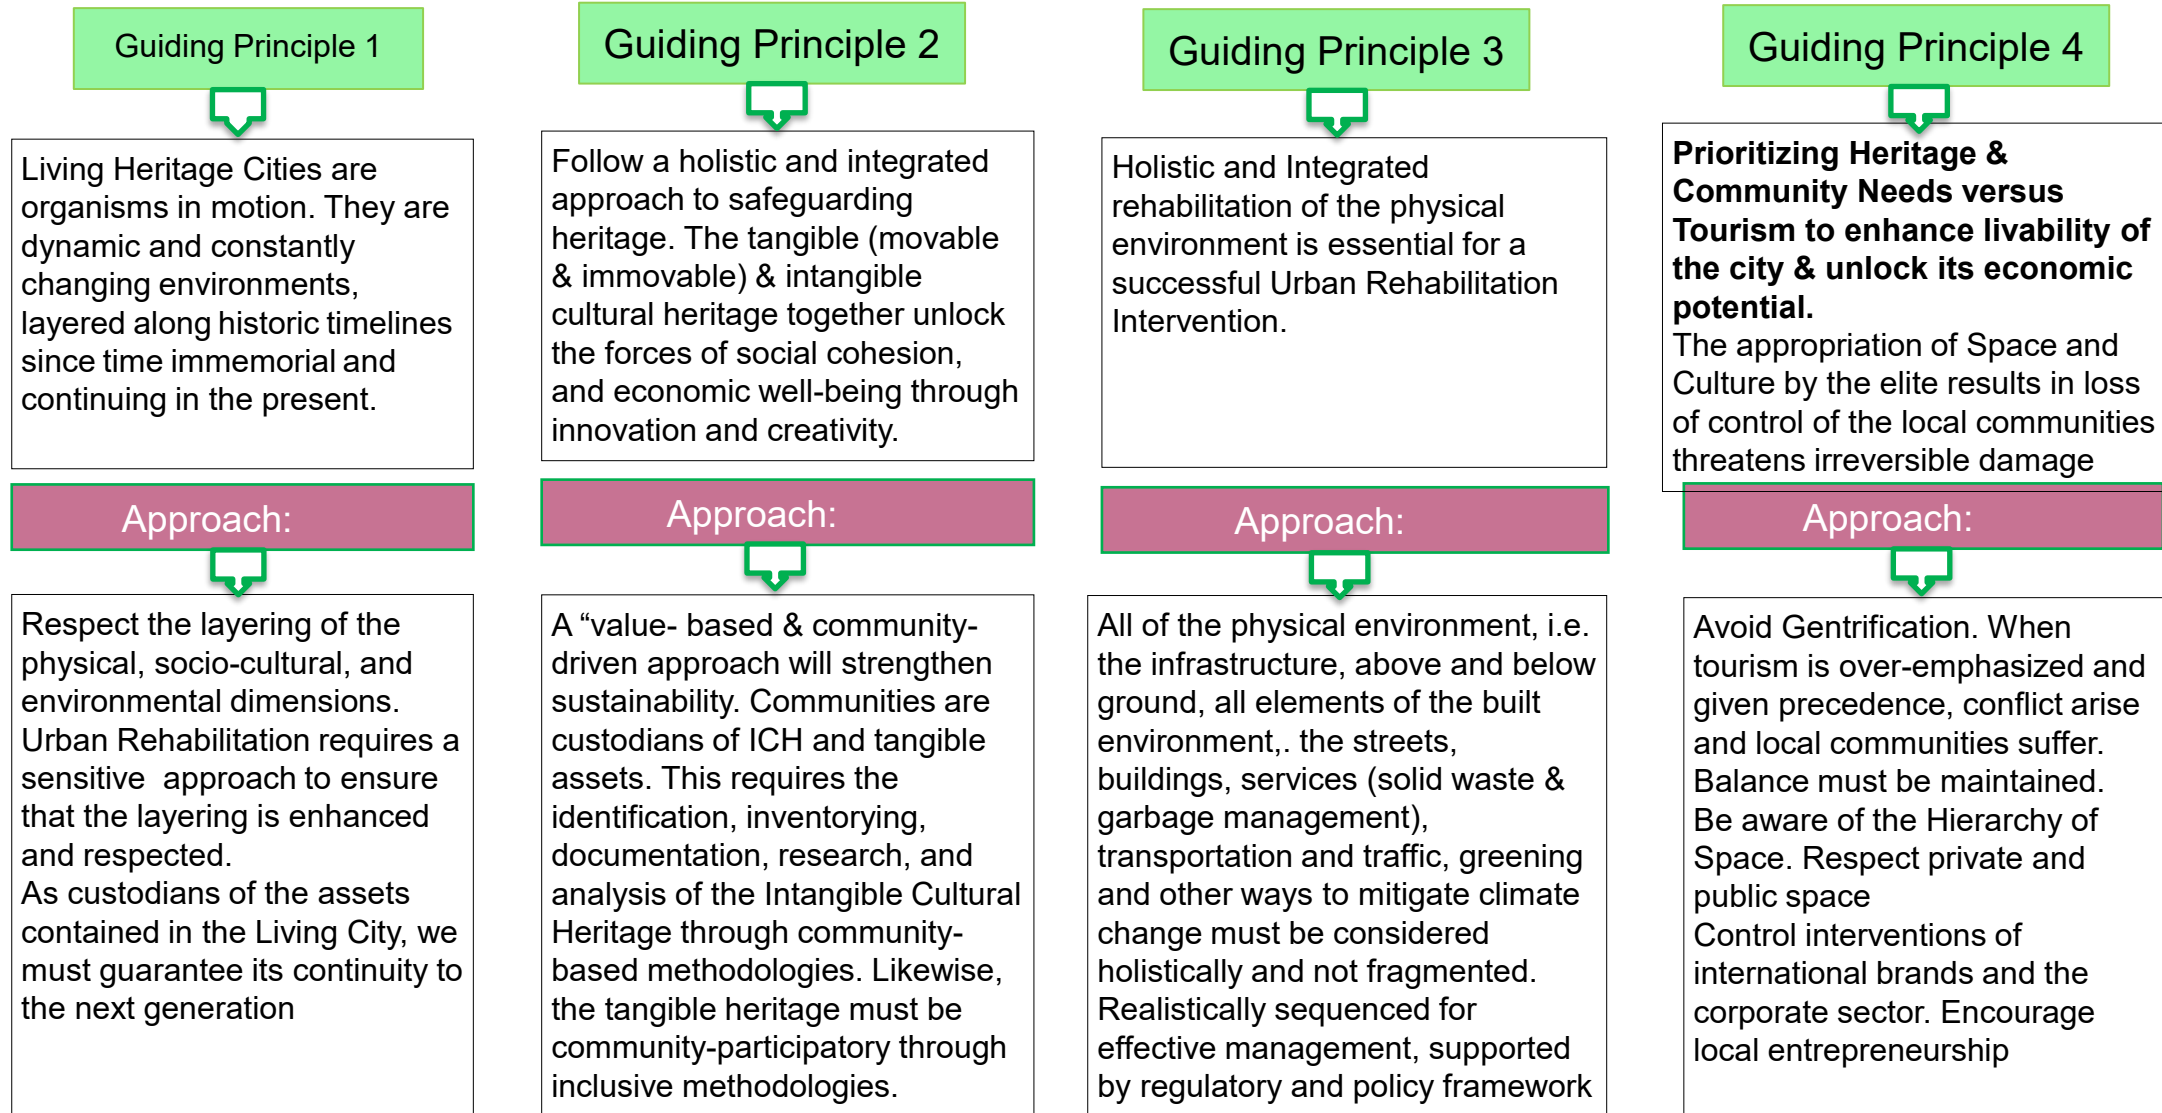 Guiding Principle 1
Living Heritage Cities are
organisms in motion. They are
dynamic and constantly
changing environments,
layered along historic timelines
since time immemorial and
continuing in the present.
Approach:
Respect the layering of the
physical, socio-cultural, and
environmental dimensions.
Urban Rehabilitation requires a
sensitive  approach to ensure
that the layering is enhanced
and respected.
As custodians of the assets
contained in the Living City, we
must guarantee its continuity to
the next generation
Guiding Principle 2
Follow a holistic and integrated
approach to safeguarding
heritage. The tangible (movable
& immovable) & intangible
cultural heritage together unlock
the forces of social cohesion,
and economic well-being through
innovation and creativity.
Approach:
A “value- based & community-
driven approach will strengthen
sustainability. Communities are
custodians of ICH and tangible
assets. This requires the
identification, inventorying,
documentation, research, and
analysis of the Intangible Cultural
Heritage through community-
based methodologies. Likewise,
the tangible heritage must be
community-participatory through
inclusive methodologies.
Guiding Principle 3
Holistic and Integrated
rehabilitation of the physical
environment is essential for a
successful Urban Rehabilitation
Intervention.
Approach:
All of the physical environment, i.e.
the infrastructure, above and below
ground, all elements of the built
environment,. the streets,
buildings, services (solid waste &
garbage management),
transportation and traffic, greening
and other ways to mitigate climate
change must be considered
holistically and not fragmented.
Realistically sequenced for
effective management, supported
by regulatory and policy framework
Guiding Principle 4
Prioritizing Heritage &
Community Needs versus
Tourism to enhance livability of
the city & unlock its economic
potential.
The appropriation of Space and
Culture by the elite results in loss
of control of the local communities
threatens irreversible damage
Approach:
Avoid Gentrification. When
tourism is over-emphasized and
given precedence, conflict arise
and local communities suffer.
Balance must be maintained.
Be aware of the Hierarchy of
Space. Respect private and
public space
Control interventions of
international brands and the
corporate sector. Encourage
local entrepreneurship